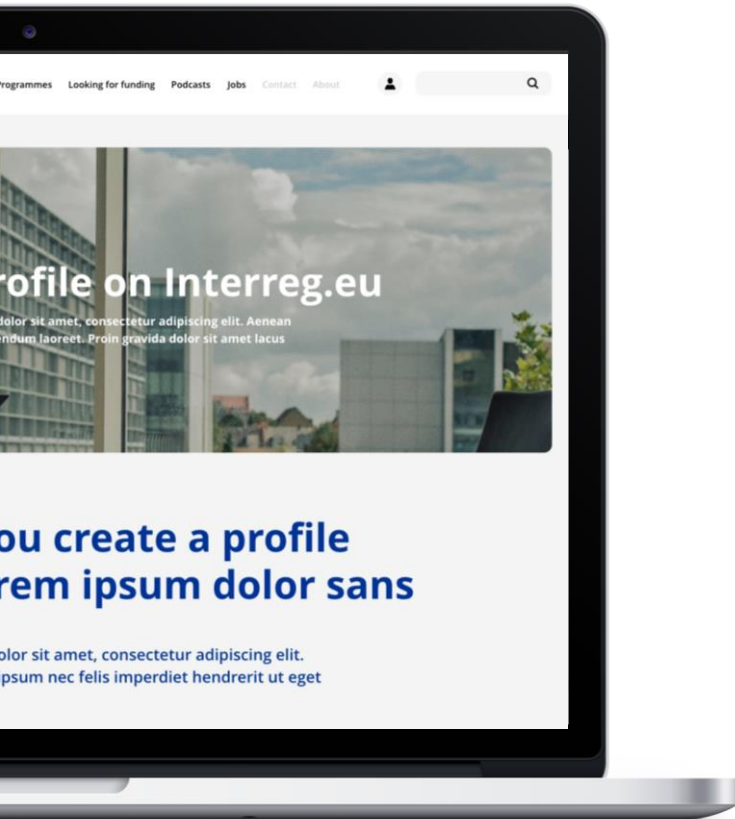 Programmes Looking for funding Podcasts Jobs Contact About
rofile on Interreg.eu
dolor sit amet, consectetur adipiscing elit. Aenean
endum laoreet. Proin gravida dolor sit amet lacus
ou create a profile
rem ipsum dolor sans
olor sit amet, consectetur adipiscing elit.
ipsum nec felis imperdiet hendrerit ut eget